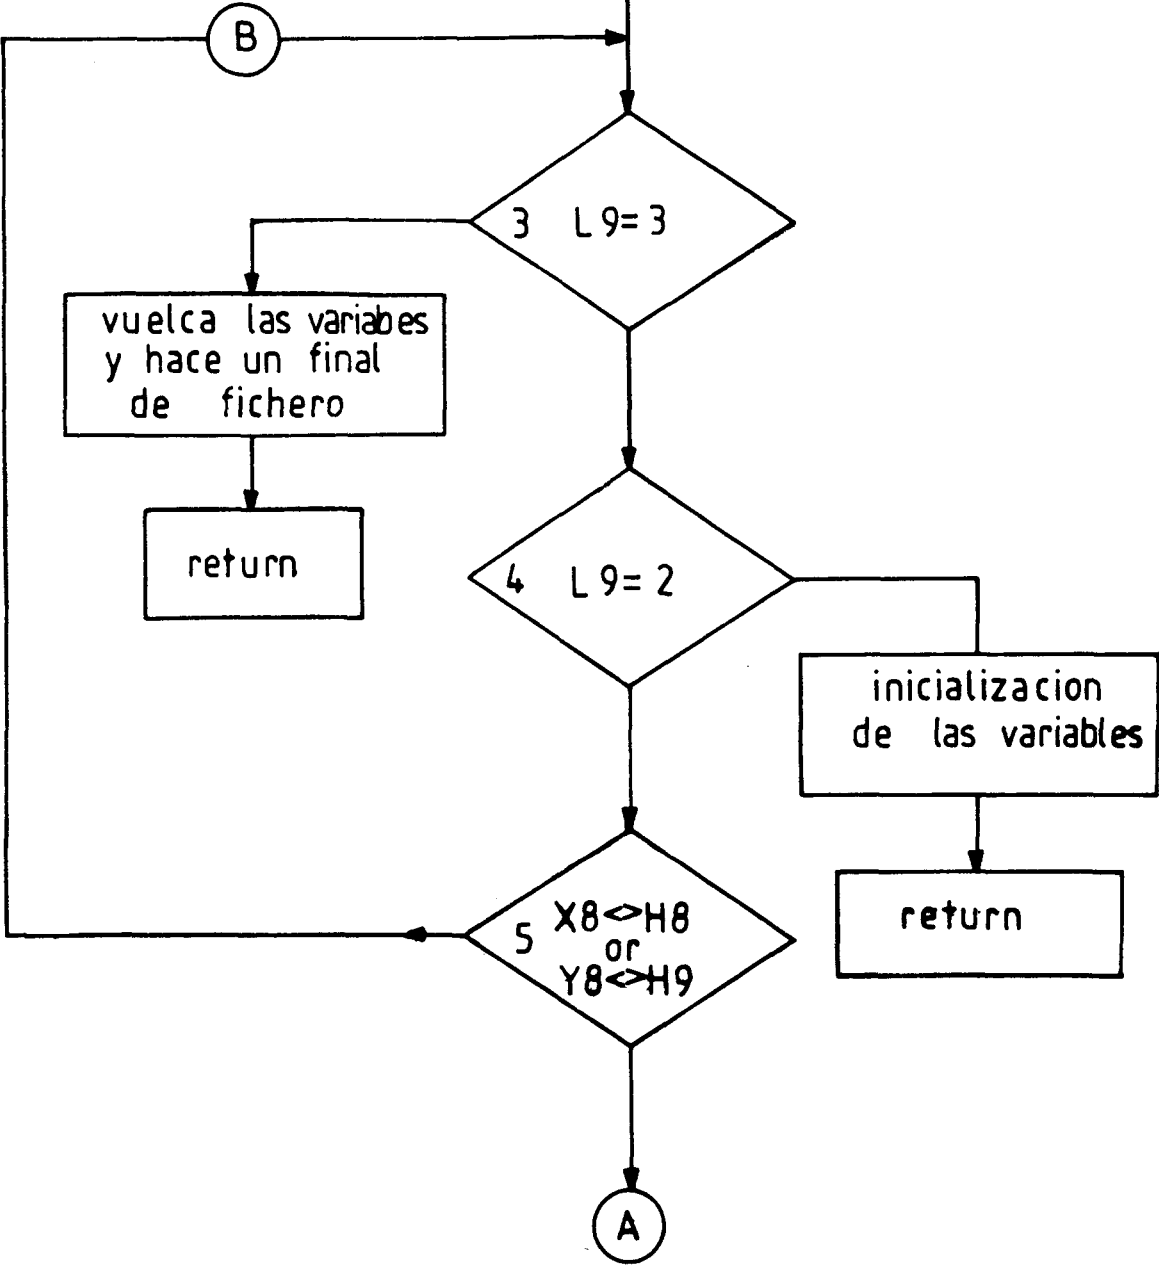 B
3 L9=3
vuelca las variabes
y hace un final
de fichero
return
4 L9=2
inicializacion
de las variables
return
5 X8<>H8
or
Y8<>H9
A